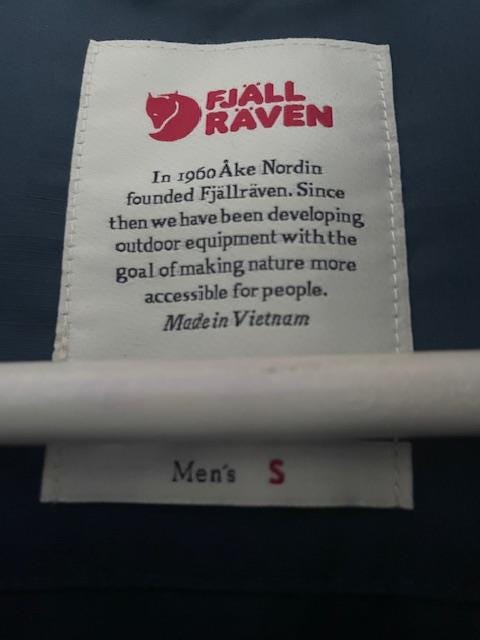 FJÄLL
RÄVEN
In 1960 Åke Nordin
founded Fjällräven. Since
then we have been developing
outdoor equipment with the
goal of making nature more
accessible for people.
Made in Vietnam
Men's S